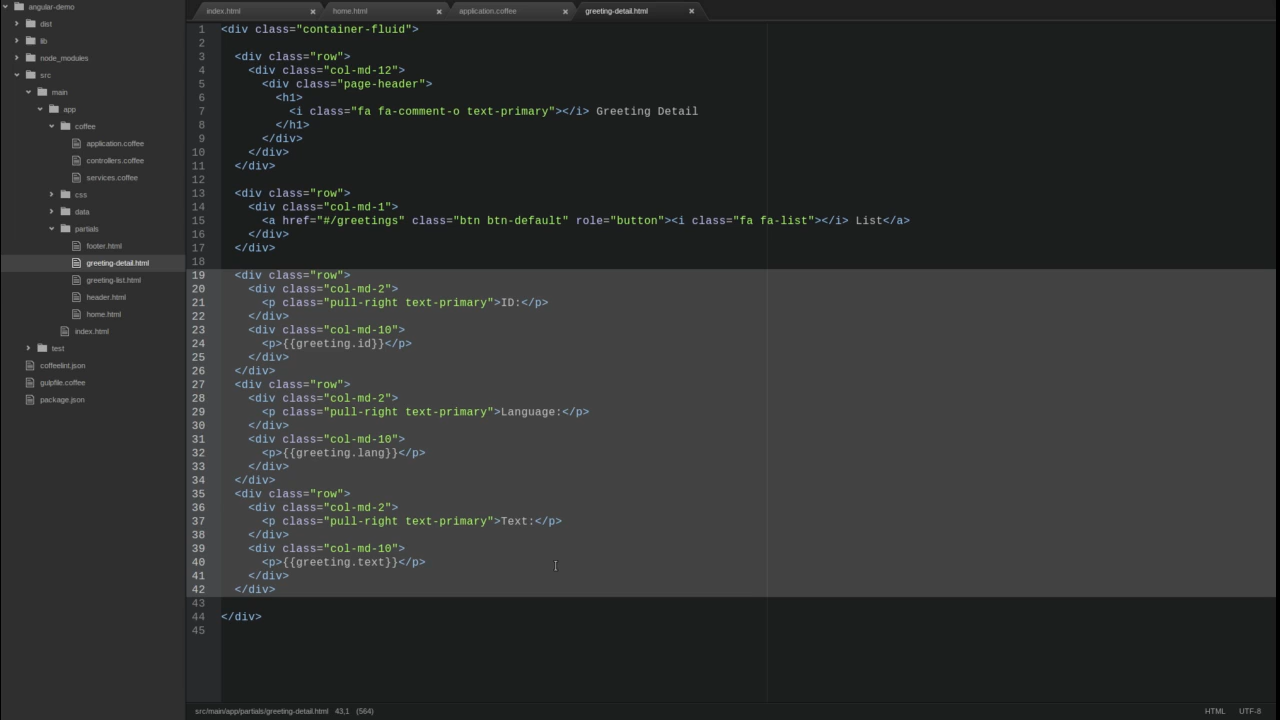 angular-demo
dist
lib
node_modules
src
main
app
coffee
application.coffee
controllers.coffee
services.coffee
css
data
partials
footer.html
greeting-detail.html
greeting-list.html
header.html
home.html
index.html
test
coffeelint.json
gulpfile.coffee
package.json
index.html home.html application.coffee greeting-detail.html
1 <div class="container-fluid">
2
3 <div class="row">
4 <div class="col-md-12">
5 <div class="page-header">
6 <h1>
7 <i class="fa fa-comment-o text-primary"></i> Greeting Detail
8 </h1>
9 </div>
10 </div>
11 </div>
12
13 <div class="row">
14 <div class="col-md-1">
15 <a href="#/greetings" class="btn btn-default" role="button"><i class="fa fa-list"></i> List</a>
16 </div>
17 </div>
18
19 <div class="row">
20 <div class="col-md-2">
21 <p class="pull-right text-primary">ID:</p>
22 </div>
23 <div class="col-md-10">
24 <p>{{greeting.id}}</p>
25 </div>
26 </div>
27 <div class="row">
28 <div class="col-md-2">
29 <p class="pull-right text-primary">Language:</p>
30 </div>
31 <div class="col-md-10">
32 <p>{{greeting.lang}}</p>
33 </div>
34 </div>
35 <div class="row">
36 <div class="col-md-2">
37 <p class="pull-right text-primary">Text:</p>
38 </div>
39 <div class="col-md-10">
40 <p>{{greeting.text}}</p>
41 </div>
42 </div>
43
44 </div>
45
src/main/app/partials/greeting-detail.html 43,1 (564) HTML UTF-8